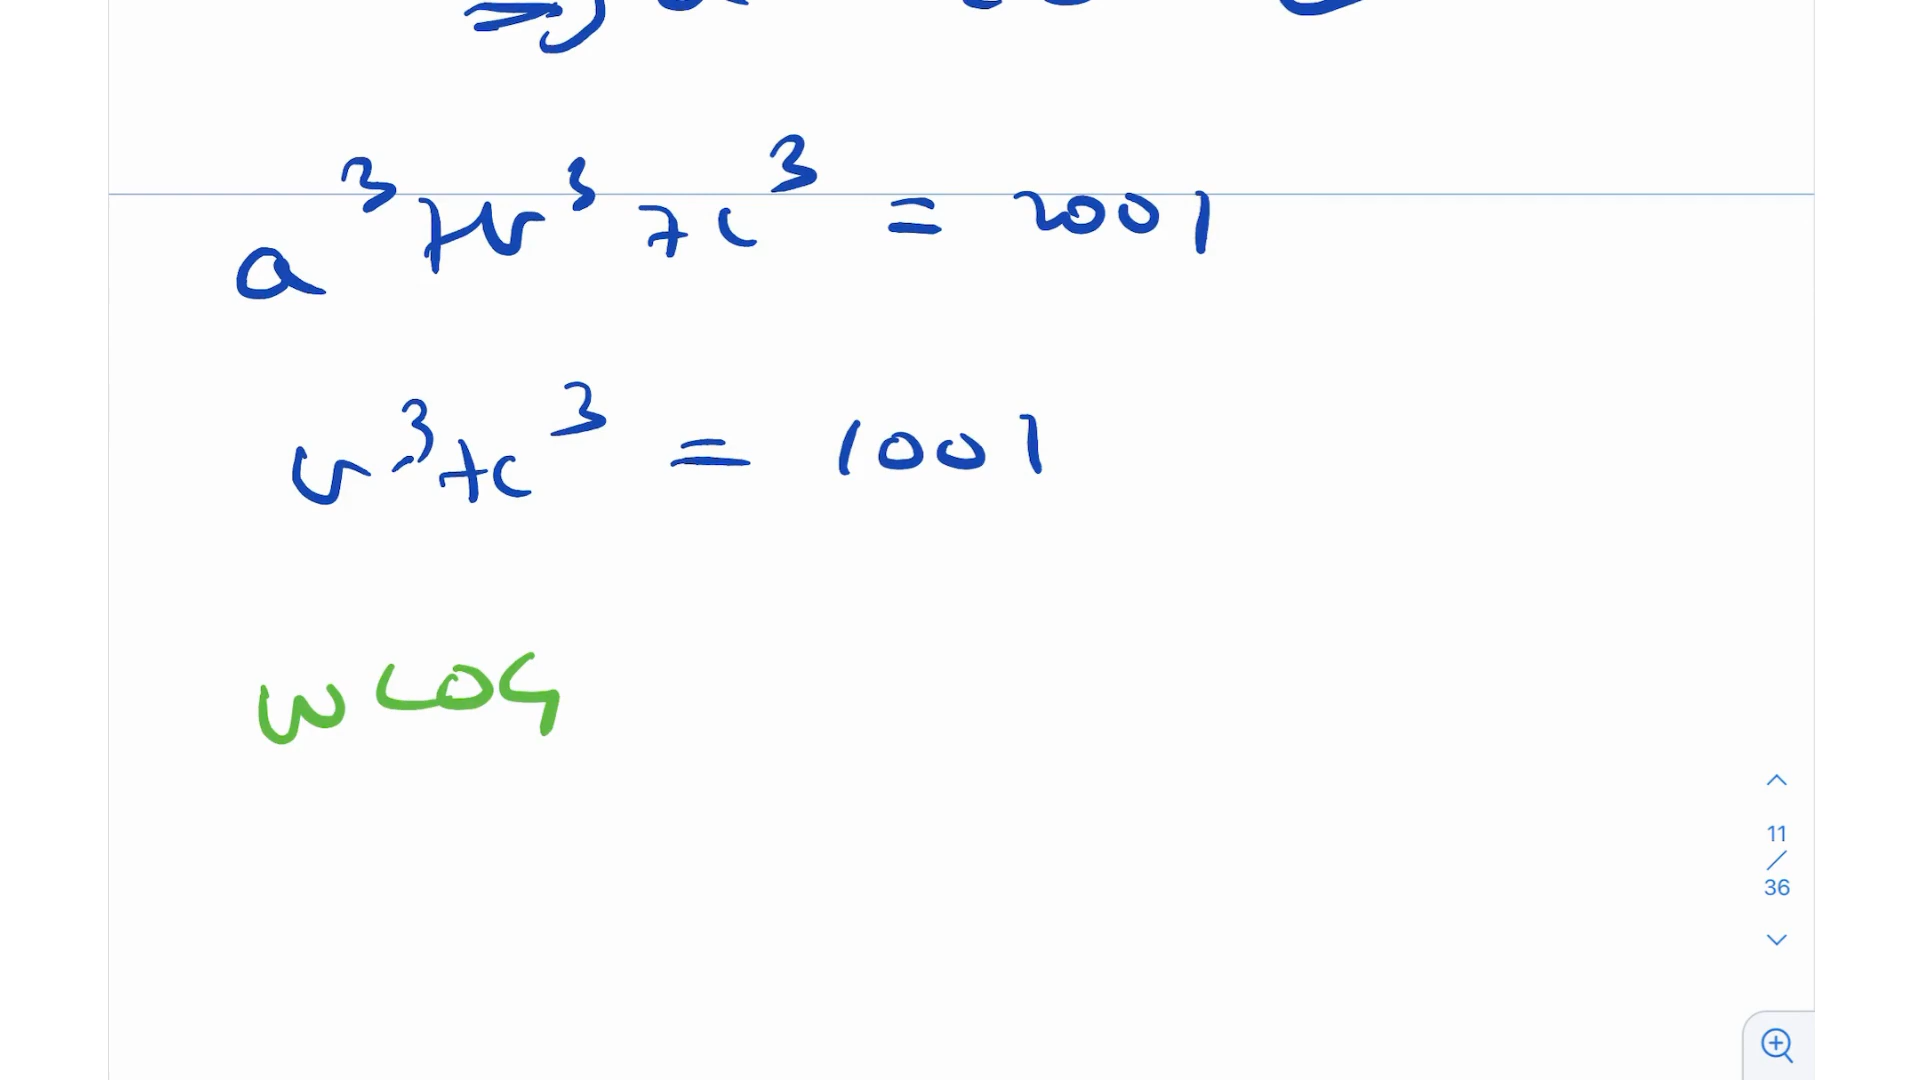 a³+b³+c³ = 2001
b³+c³ = 1001
WLOG
11
/
36